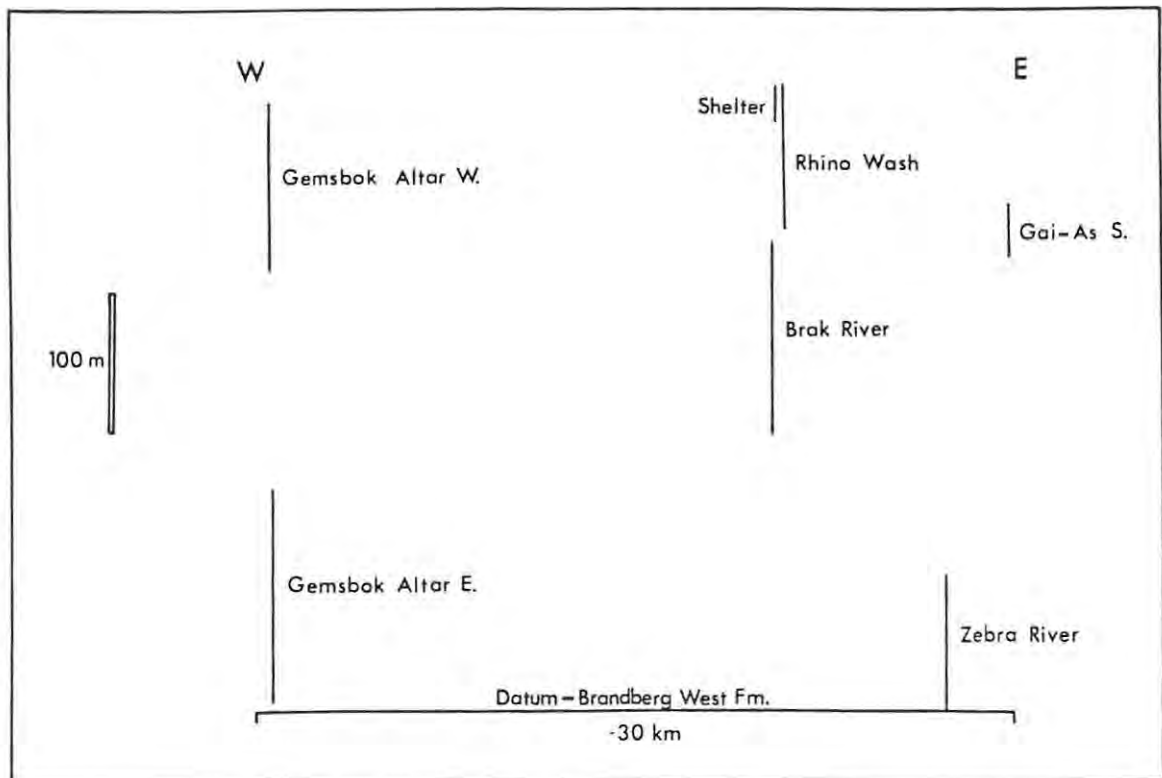 W
E
Shelter
Rhino Wash
Gemsbok Altar W.
Gai-As S.
Brak River
100 m
Gemsbok Altar E.
Zebra River
Datum-Brandberg West Fm.
-30 km